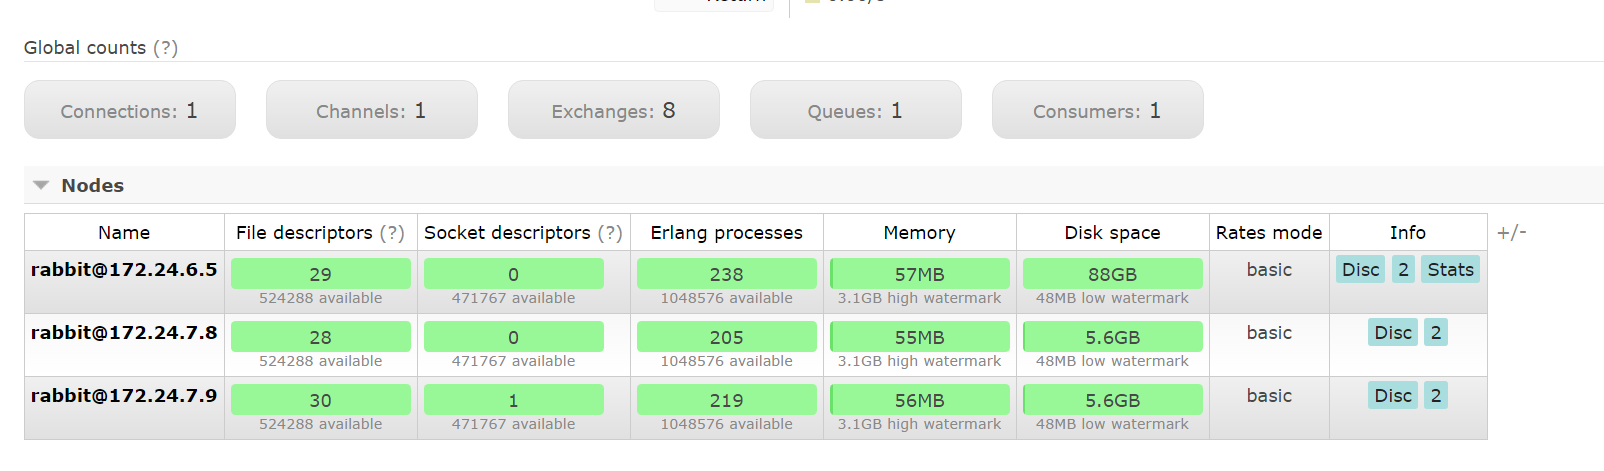 Global counts (?)
Connections: 1 Channels: 1 Exchanges: 8 Queues: 1 Consumers: 1
Nodes
Name File descriptors (?) Socket descriptors (?) Erlang processes Memory Disk space Rates mode Info +/-
rabbit@172.24.6.5 29 0 238 57MB 88GB basic Disc 2 Stats
524288 available 471767 available 1048576 available 3.1GB high watermark 48MB low watermark
rabbit@172.24.7.8 28 0 205 55MB 5.6GB basic Disc 2
524288 available 471767 available 1048576 available 3.1GB high watermark 48MB low watermark
rabbit@172.24.7.9 30 1 219 56MB 5.6GB basic Disc 2
524288 available 471767 available 1048576 available 3.1GB high watermark 48MB low watermark